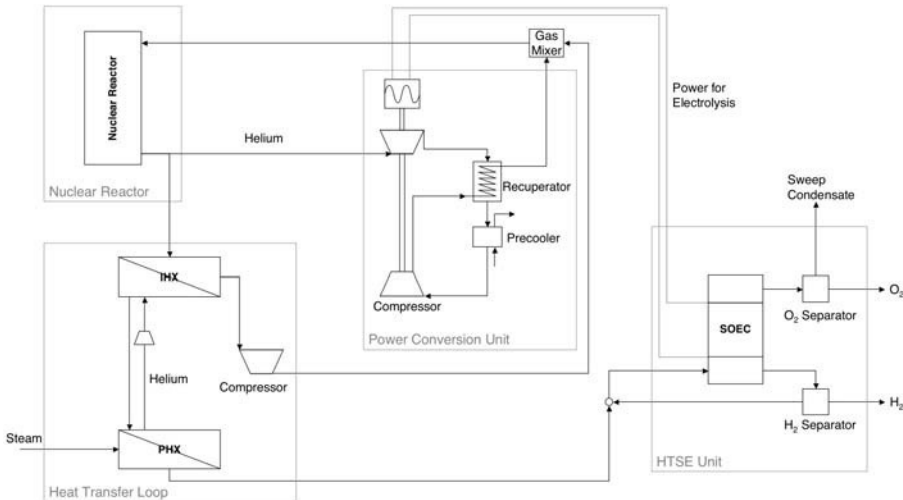 Nuclear Reactor
Nuclear Reactor
Helium
Gas
Mixer
Power for
Electrolysis
Recuperator
Precooler
Compressor
Power Conversion Unit
IHX
Helium
Compressor
Steam
PHX
Heat Transfer Loop
Sweep
Condensate
SOEC
O₂
O₂ Separator
H₂
H₂ Separator
HTSE Unit